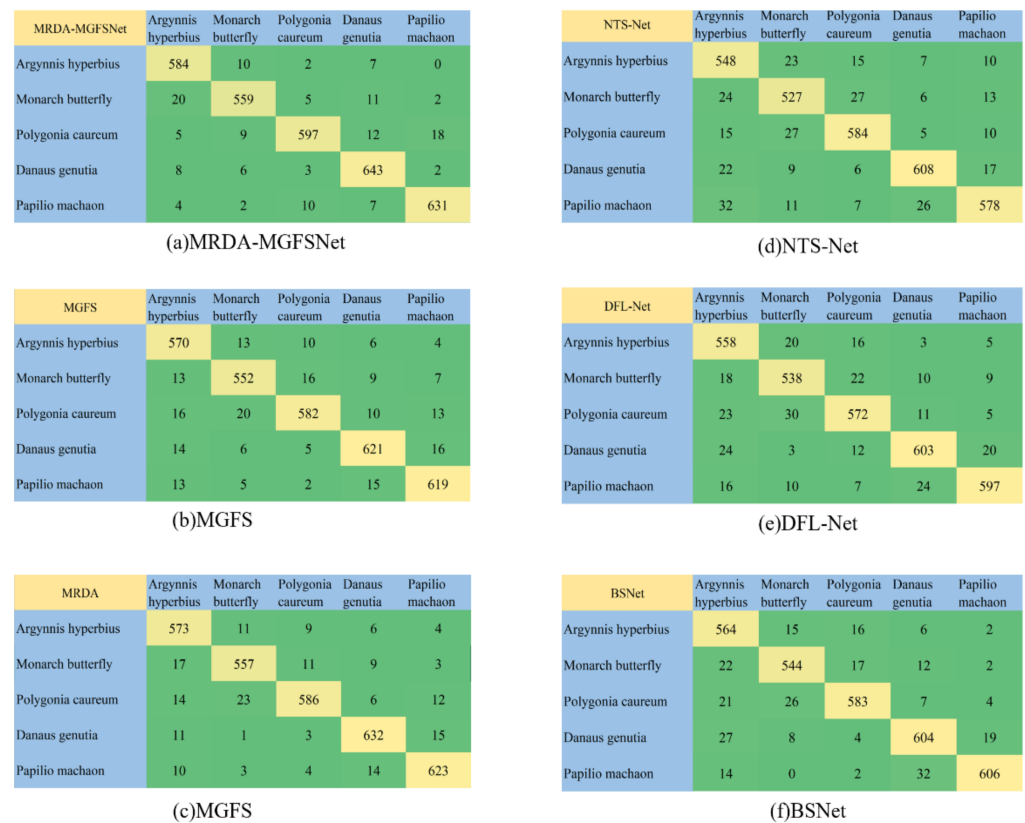 MRDA-MGFSNet Argynnis hyperbius Monarch butterfly Polygonia caureum Danaus genutia Papilio machaon
Argynnis hyperbius 584 10 2 7 0
Monarch butterfly 20 559 5 11 2
Polygonia caureum 5 9 597 12 18
Danaus genutia 8 6 3 643 2
Papilio machaon 4 2 10 7 631
(a)MRDA-MGFSNet
MGFS Argynnis hyperbius Monarch butterfly Polygonia caureum Danaus genutia Papilio machaon
Argynnis hyperbius 570 13 10 6 4
Monarch butterfly 13 552 16 9 7
Polygonia caureum 16 20 582 10 13
Danaus genutia 14 6 5 621 16
Papilio machaon 13 5 2 15 619
(b)MGFS
MRDA Argynnis hyperbius Monarch butterfly Polygonia caureum Danaus genutia Papilio machaon
Argynnis hyperbius 573 11 9 6 4
Monarch butterfly 17 557 11 9 3
Polygonia caureum 14 23 586 6 12
Danaus genutia 11 1 3 632 15
Papilio machaon 10 3 4 14 623
(c)MGFS
NTS-Net Argynnis hyperbius Monarch butterfly Polygonia caureum Danaus genutia Papilio machaon
Argynnis hyperbius 548 23 15 7 10
Monarch butterfly 24 527 27 6 13
Polygonia caureum 15 27 584 5 10
Danaus genutia 22 9 6 608 17
Papilio machaon 32 11 7 26 578
(d)NTS-Net
DFL-Net Argynnis hyperbius Monarch butterfly Polygonia caureum Danaus genutia Papilio machaon
Argynnis hyperbius 558 20 16 3 5
Monarch butterfly 18 538 22 10 9
Polygonia caureum 23 30 572 11 5
Danaus genutia 24 3 12 603 20
Papilio machaon 16 10 7 24 597
(e)DFL-Net
BSNet Argynnis hyperbius Monarch butterfly Polygonia caureum Danaus genutia Papilio machaon
Argynnis hyperbius 564 15 16 6 2
Monarch butterfly 22 544 17 12 2
Polygonia caureum 21 26 583 7 4
Danaus genutia 27 8 4 604 19
Papilio machaon 14 0 2 32 606
(f)BSNet